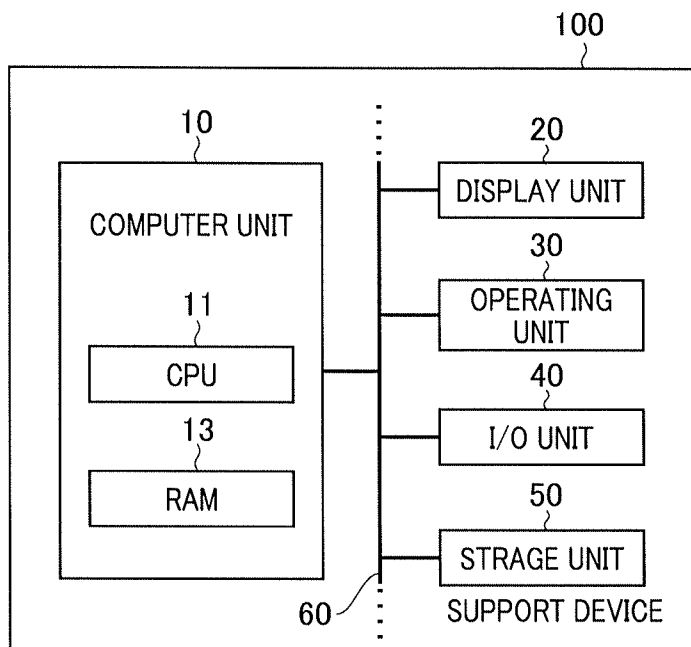 100
10
COMPUTER UNIT
11
CPU
13
RAM
20
DISPLAY UNIT
30
OPERATING
UNIT
40
I/O UNIT
50
STRAGE UNIT
60
SUPPORT DEVICE